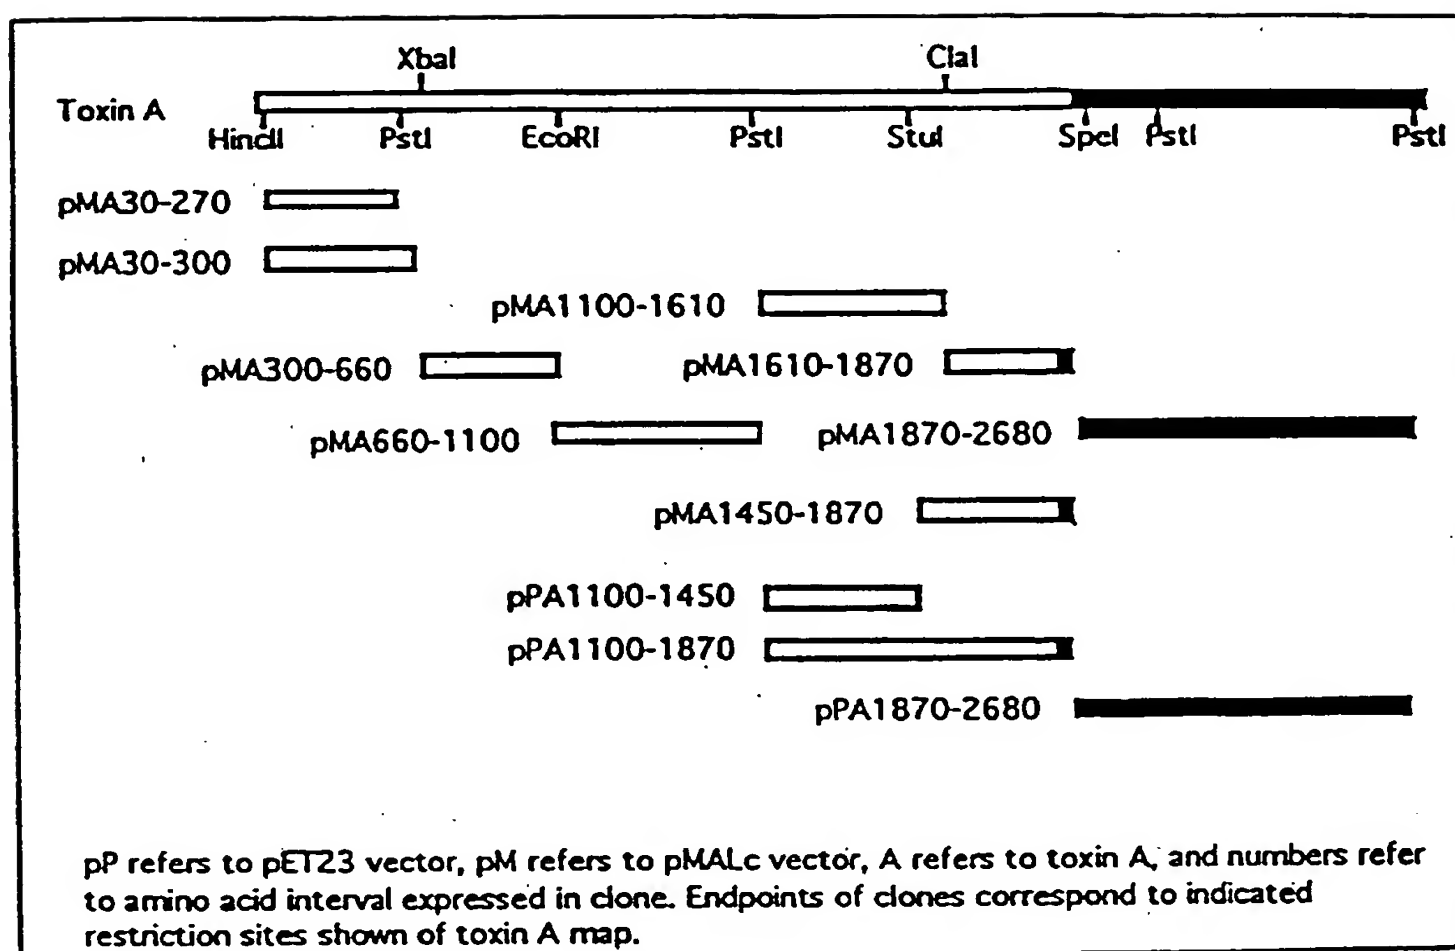 XbaI ClaI
Toxin A
HindII PstI EcoRI PstI StuI SpeI PstI PstI
pMA30-270
pMA30-300
pMA1100-1610
pMA300-660 pMA1610-1870
pMA660-1100 pMA1870-2680
pMA1450-1870
pPA1100-1450
pPA1100-1870
pPA1870-2680
pP refers to pET23 vector, pM refers to pMALc vector, A refers to toxin A, and numbers refer
to amino acid interval expressed in clone. Endpoints of clones correspond to indicated
restriction sites shown of toxin A map.